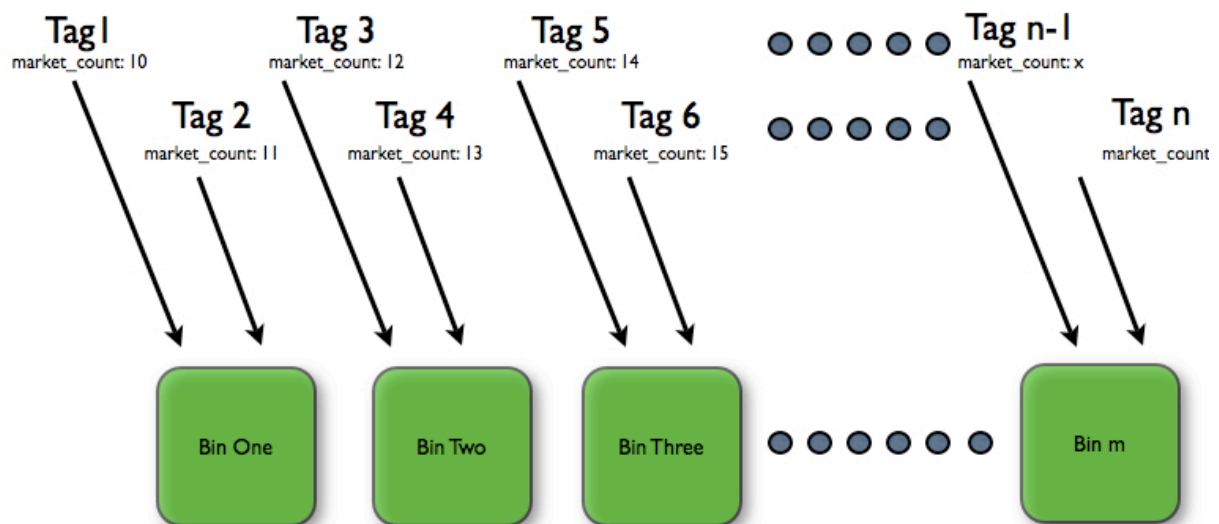 Tag1
market_count: 10
Tag 3
market_count: 12
Tag 5
market_count: 14
Tag n-1
market_count: x
Tag 2
market_count: 11
Tag 4
market_count: 13
Tag 6
market_count: 15
Tag n
market_count
Bin One
Bin Two
Bin Three
Bin m